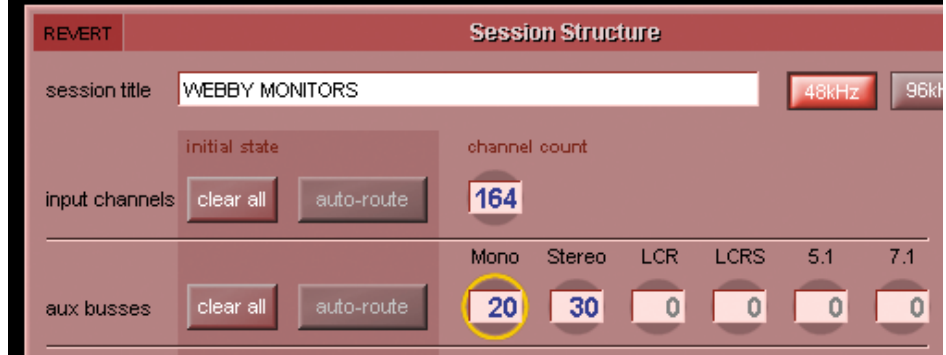 REVERT Session Structure
session title WEBBY MONITORS 48kHz
initial state channel count
input channels clear all auto-route 164
Mono Stereo LCR LCRS 5.1 7.1
aux busses clear all auto-route 20 30 0 0 0 0